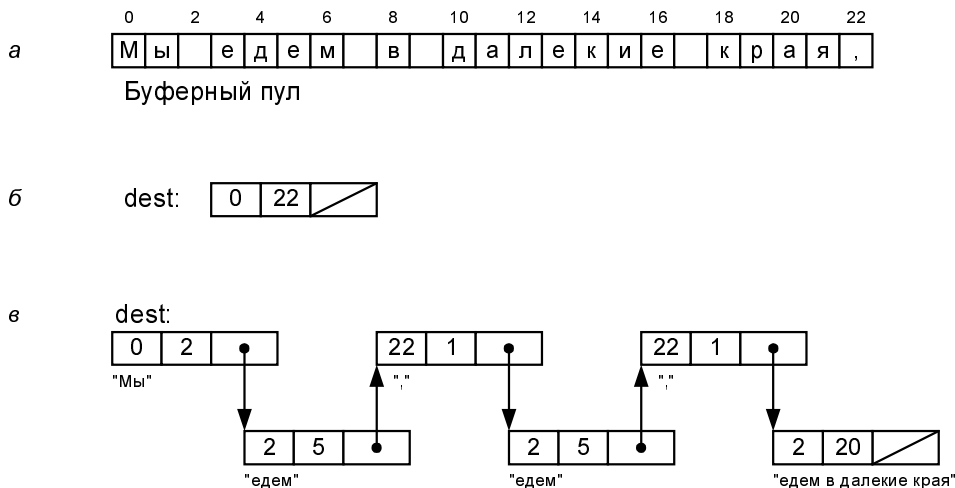 0 2 4 6 8 10 12 14 16 18 20 22
а М ы е д е м в д а л е к и е к р а я ,
Буферный пул
б dest: 0 22
в dest:
0 2 22 1 22 1
"Мы" "," ","
2 5 2 5 2 20
"едем" "едем" "едем в далекие края"